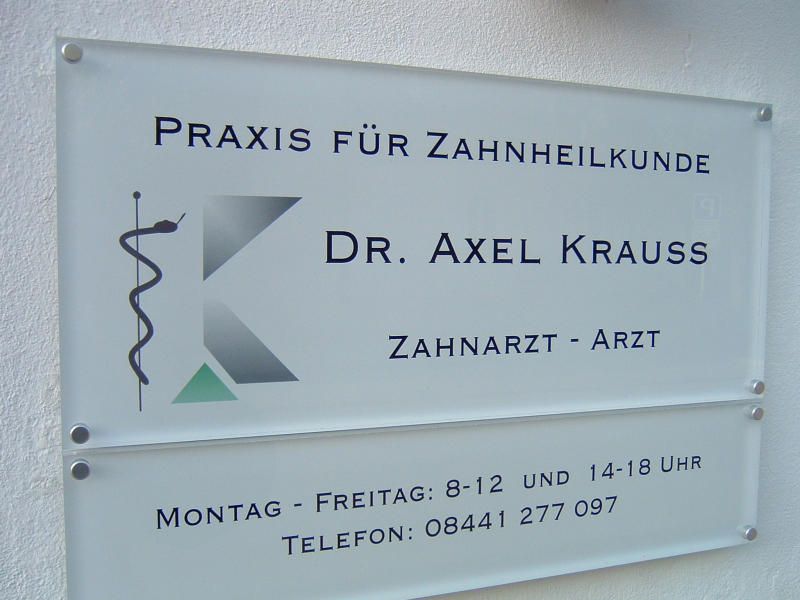 PRAXIS FÜR ZAHNHEILKUNDE
DR. AXEL KRAUSS
ZAHNARZT - ARZT
MONTAG - FREITAG: 8-12 UND 14-18 UHR
TELEFON: 08441 277 097